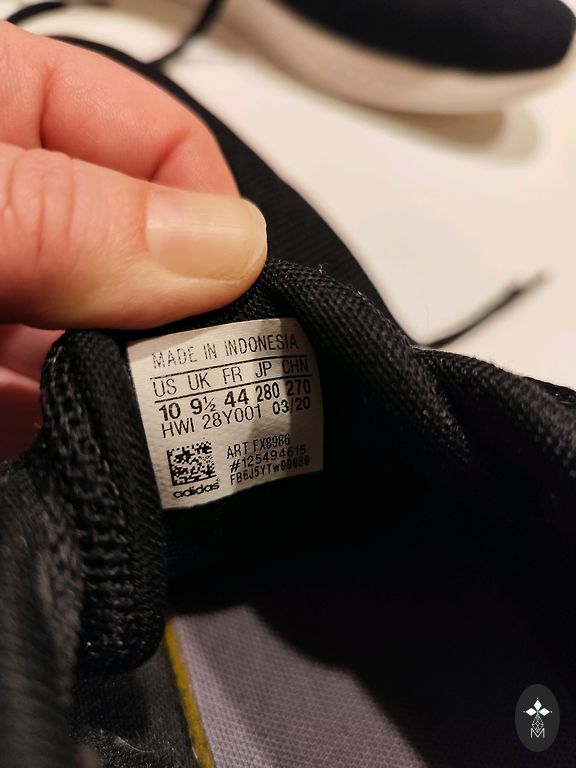 MADE IN INDONESIA
US UK FR JP CHN
10 9½ 44 280 270
HWI 28Y001 03/20
ART FX8986
#125494615
FB6J5YTW00080
adidas
M